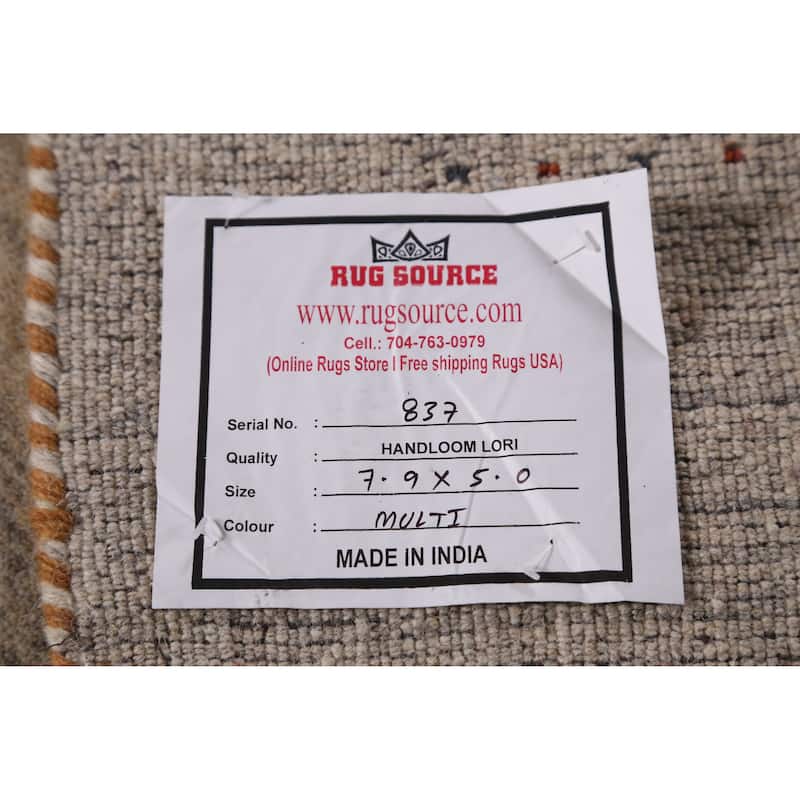 RUG SOURCE
www.rugsource.com
Cell.: 704-763-0979
(Online Rugs Store | Free shipping Rugs USA)
Serial No. : 837
Quality : HANDLOOM LORI
Size : 7.9 X 5.0
Colour : MULTI
MADE IN INDIA